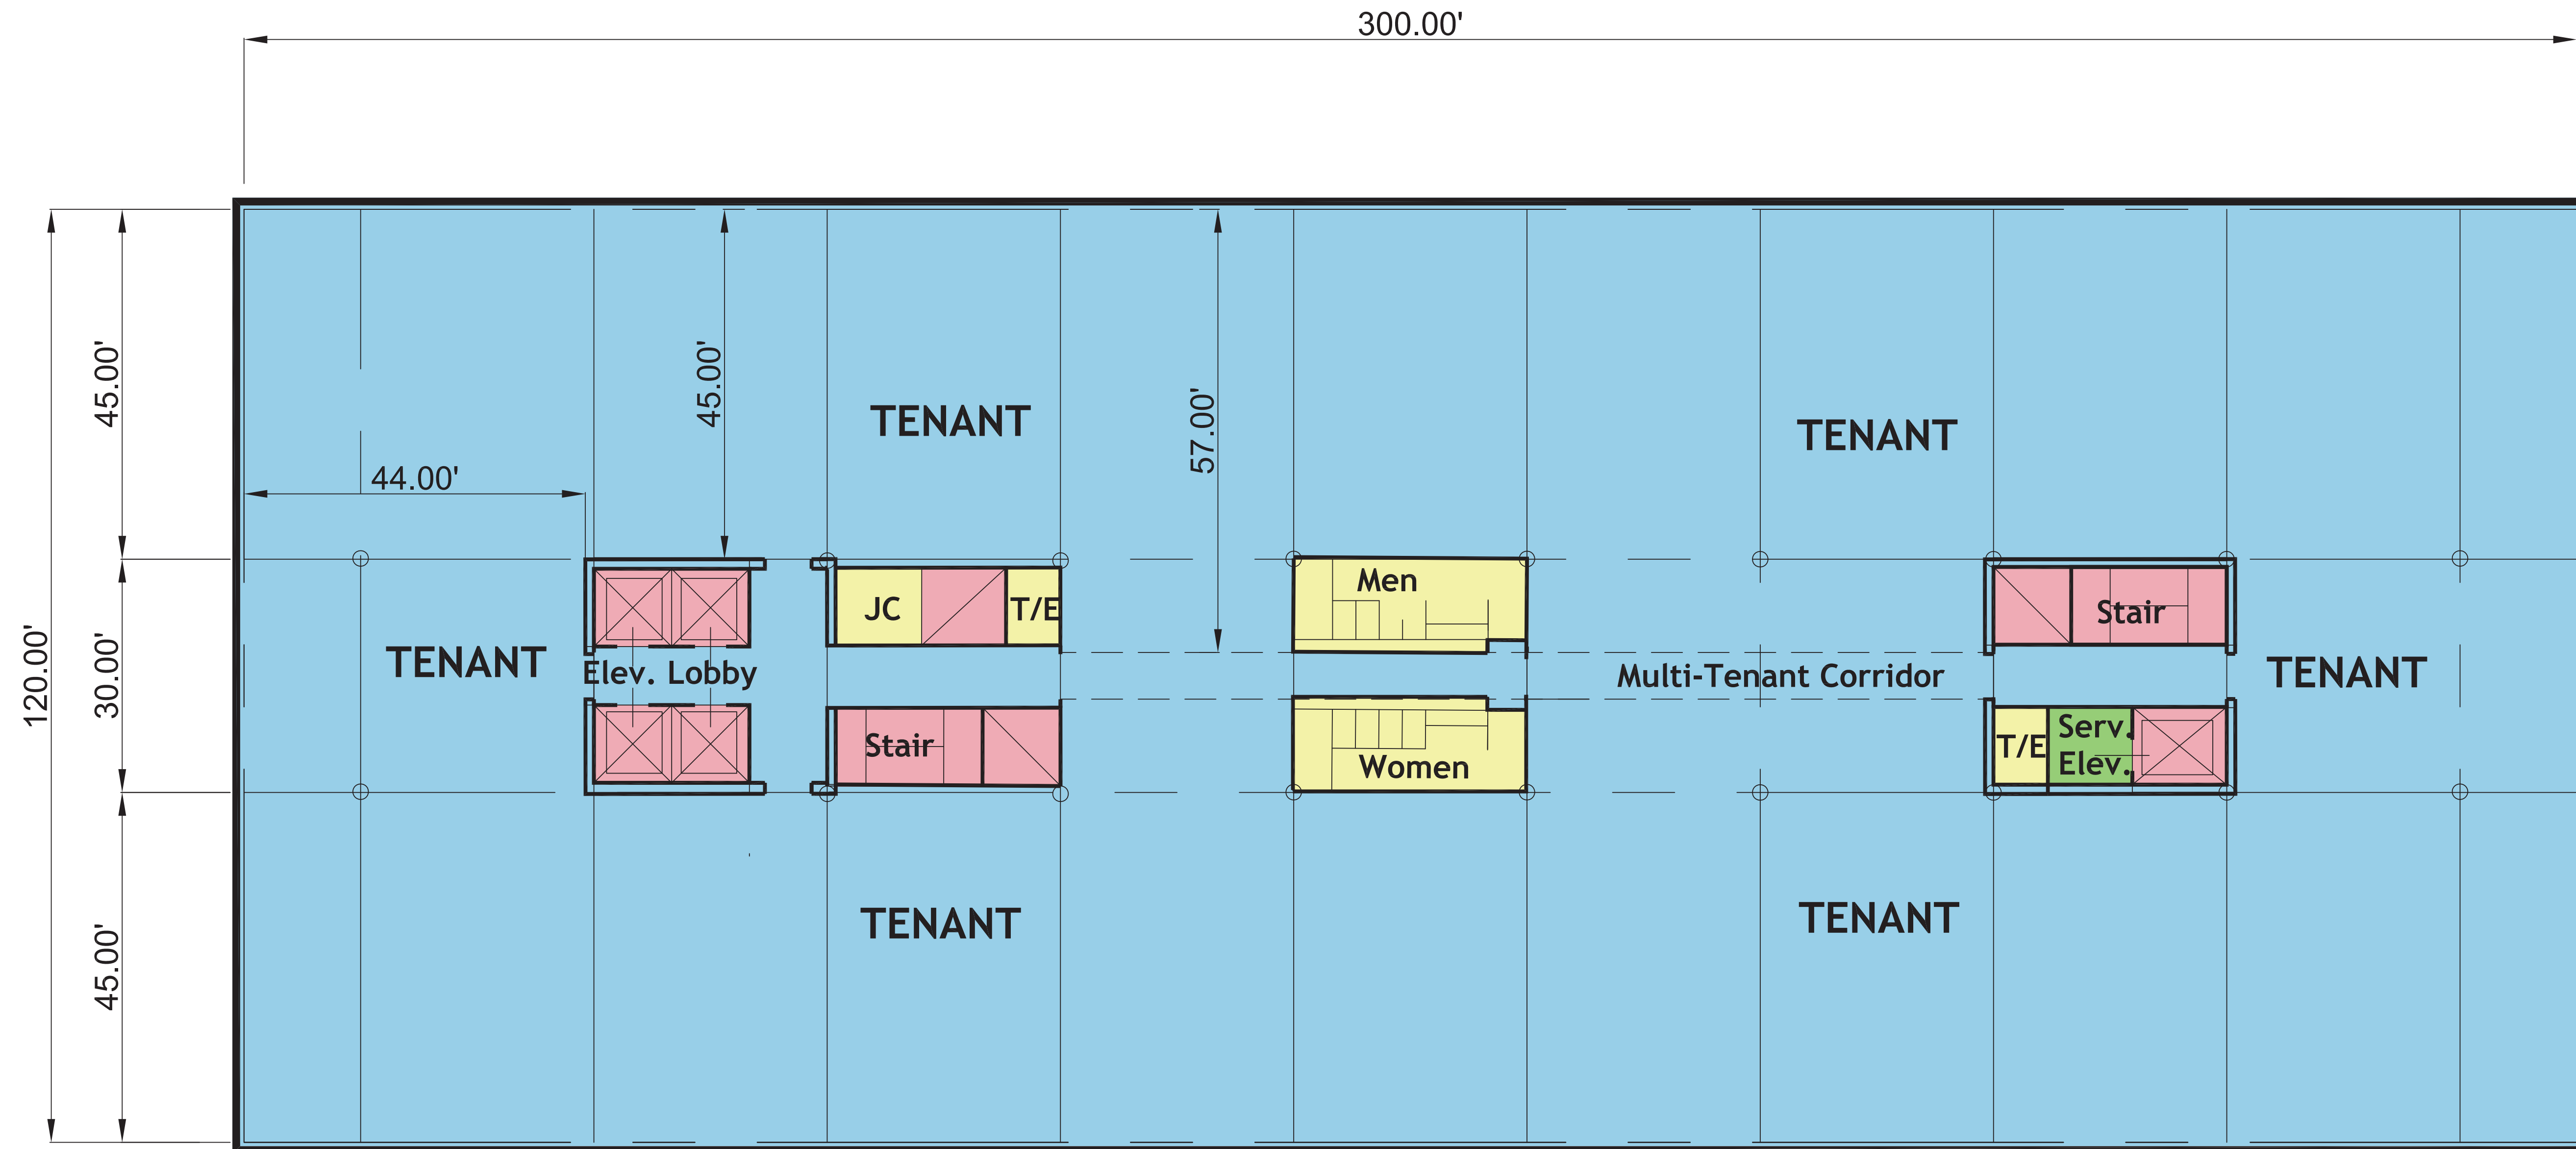 300.00'
45.00'
45.00'
57.00'
TENANT
TENANT
44.00'
120.00'
30.00'
TENANT
Elev. Lobby
JC
T/E
Men
Multi-Tenant Corridor
Stair
TENANT
Stair
Women
T/E
Serv.
Elev.
45.00'
TENANT
TENANT